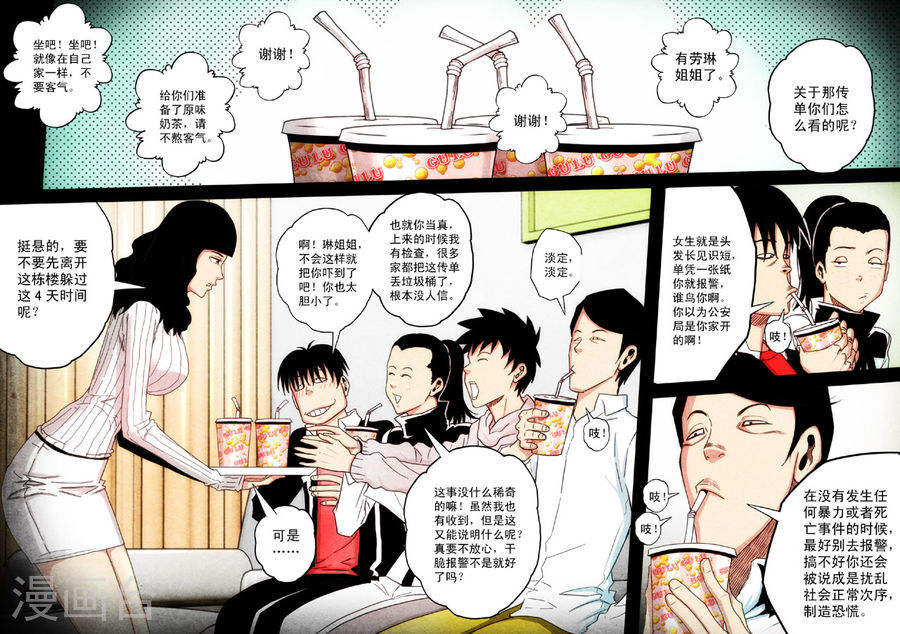 坐吧！坐吧！
就像在自己
家一样，不
要客气。
给你们准
备了原味
奶茶，请
不熬客气。
谢谢！
谢谢！
有劳琳
姐姐了。
关于那传
单你们怎
么看的呢？
GULU
GULU
GULU
GULU
挺悬的，要
不要先离开
这栋楼躲过
这4天时间
呢？
啊！琳姐姐，
不会这样就
把你吓到了
吧！你也太
胆小了。
也就你当真，
上来的时候我
有检查，很多
家都把这传单
丢垃圾桶了，
根本没人信。
淡定，
淡定。
吱！
可是
……
这事没什么稀奇
的嘛！虽然我也
有收到，但是这
又能说明什么呢？
真要不放心，干
脆报警不是就好
了吗？
女生就是头
发长见识短，
单凭一张纸
你就报警，
谁鸟你啊。
你以为公安
局是你家开
的啊！
吱！
吱！
吱！
在没有发生任
何暴力或者死
亡事件的时候，
最好别去报警，
搞不好你还会
被说成是扰乱
社会正常次序，
制造恐慌。
漫画台